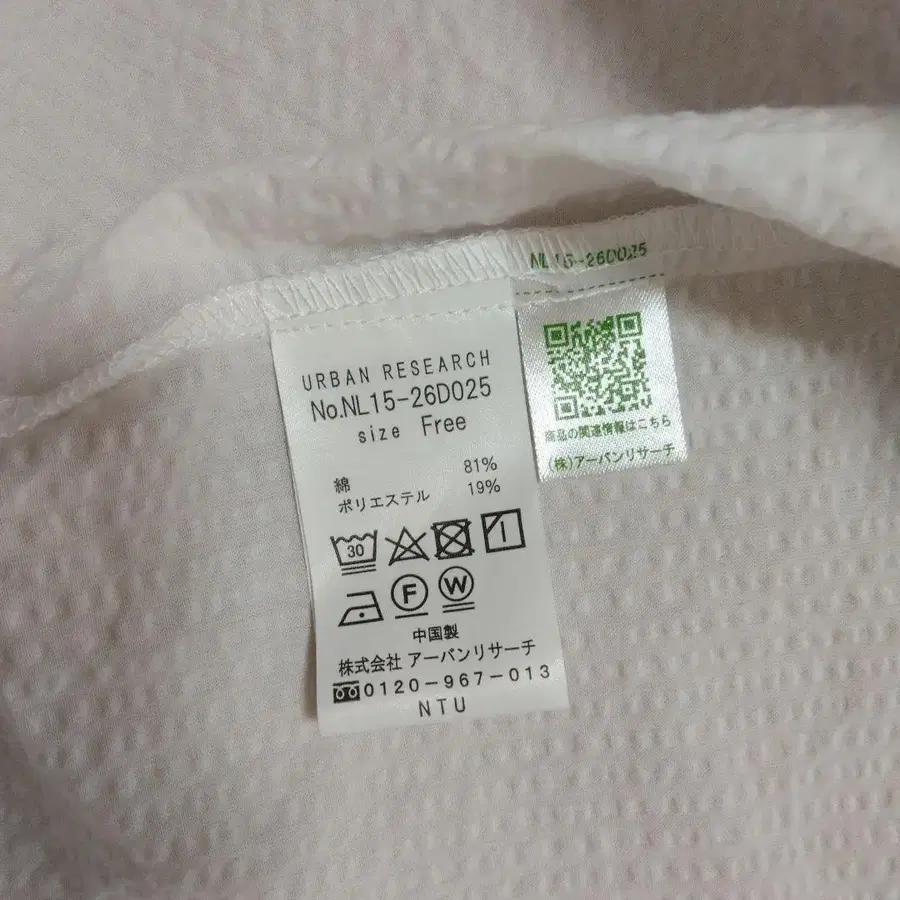 URBAN RESEARCH
No.NL15-26D025
size Free
綿 81%
ポリエステル 19%
30
F W
中国製
株式会社 アーバンリサーチ
0120-967-013
NTU
NL15-26D025
商品の関連情報はこちら
(株)アーバンリサーチ